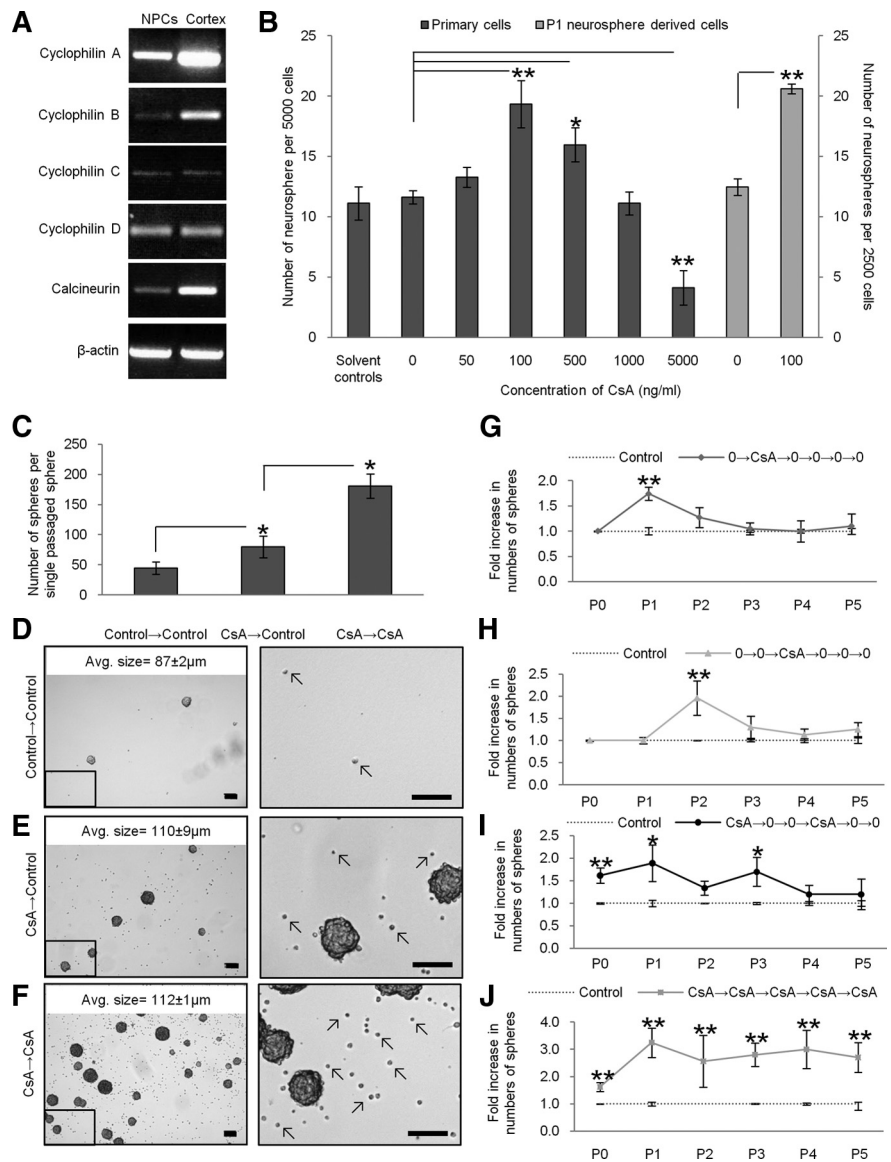 A
NPCs Cortex
Cyclophilin A
Cyclophilin B
Cyclophilin C
Cyclophilin D
Calcineurin
β-actin
B
Primary cells
P1 neurosphere derived cells
Number of neurosphere per 5000 cells
25
20
15
10
5
0
**
*
**
**
25
20
15
10
5
0
Number of neurospheres per 2500 cells
Solvent controls
0
50
100
500
1000
5000
0
100
Concentration of CsA (ng/ml)
C
Number of spheres per
single passaged sphere
250
200
150
100
50
0
*
*
Control→Control
CsA→Control
CsA→CsA
D
Control→Control
Avg. size= 87±2µm
E
CsA→Control
Avg. size= 110±9µm
F
CsA→CsA
Avg. size= 112±1µm
G
Control
0→CsA→0→0→0→0
Fold increase in
numbers of spheres
2.0
1.5
1.0
0.5
0.0
**
P0 P1 P2 P3 P4 P5
H
Control
0→0→CsA→0→0→0
Fold increase in
numbers of spheres
2.5
2.0
1.5
1.0
0.5
0.0
**
P0 P1 P2 P3 P4 P5
I
Control
CsA→0→0→CsA→0→0
Fold increase in
numbers of spheres
2.5
2.0
1.5
1.0
0.5
0.0
**
*
*
P0 P1 P2 P3 P4 P5
J
Control
CsA→CsA→CsA→CsA→CsA
Fold increase in
numbers of spheres
4.0
3.0
2.0
1.0
0.0
**
**
**
**
**
**
P0 P1 P2 P3 P4 P5